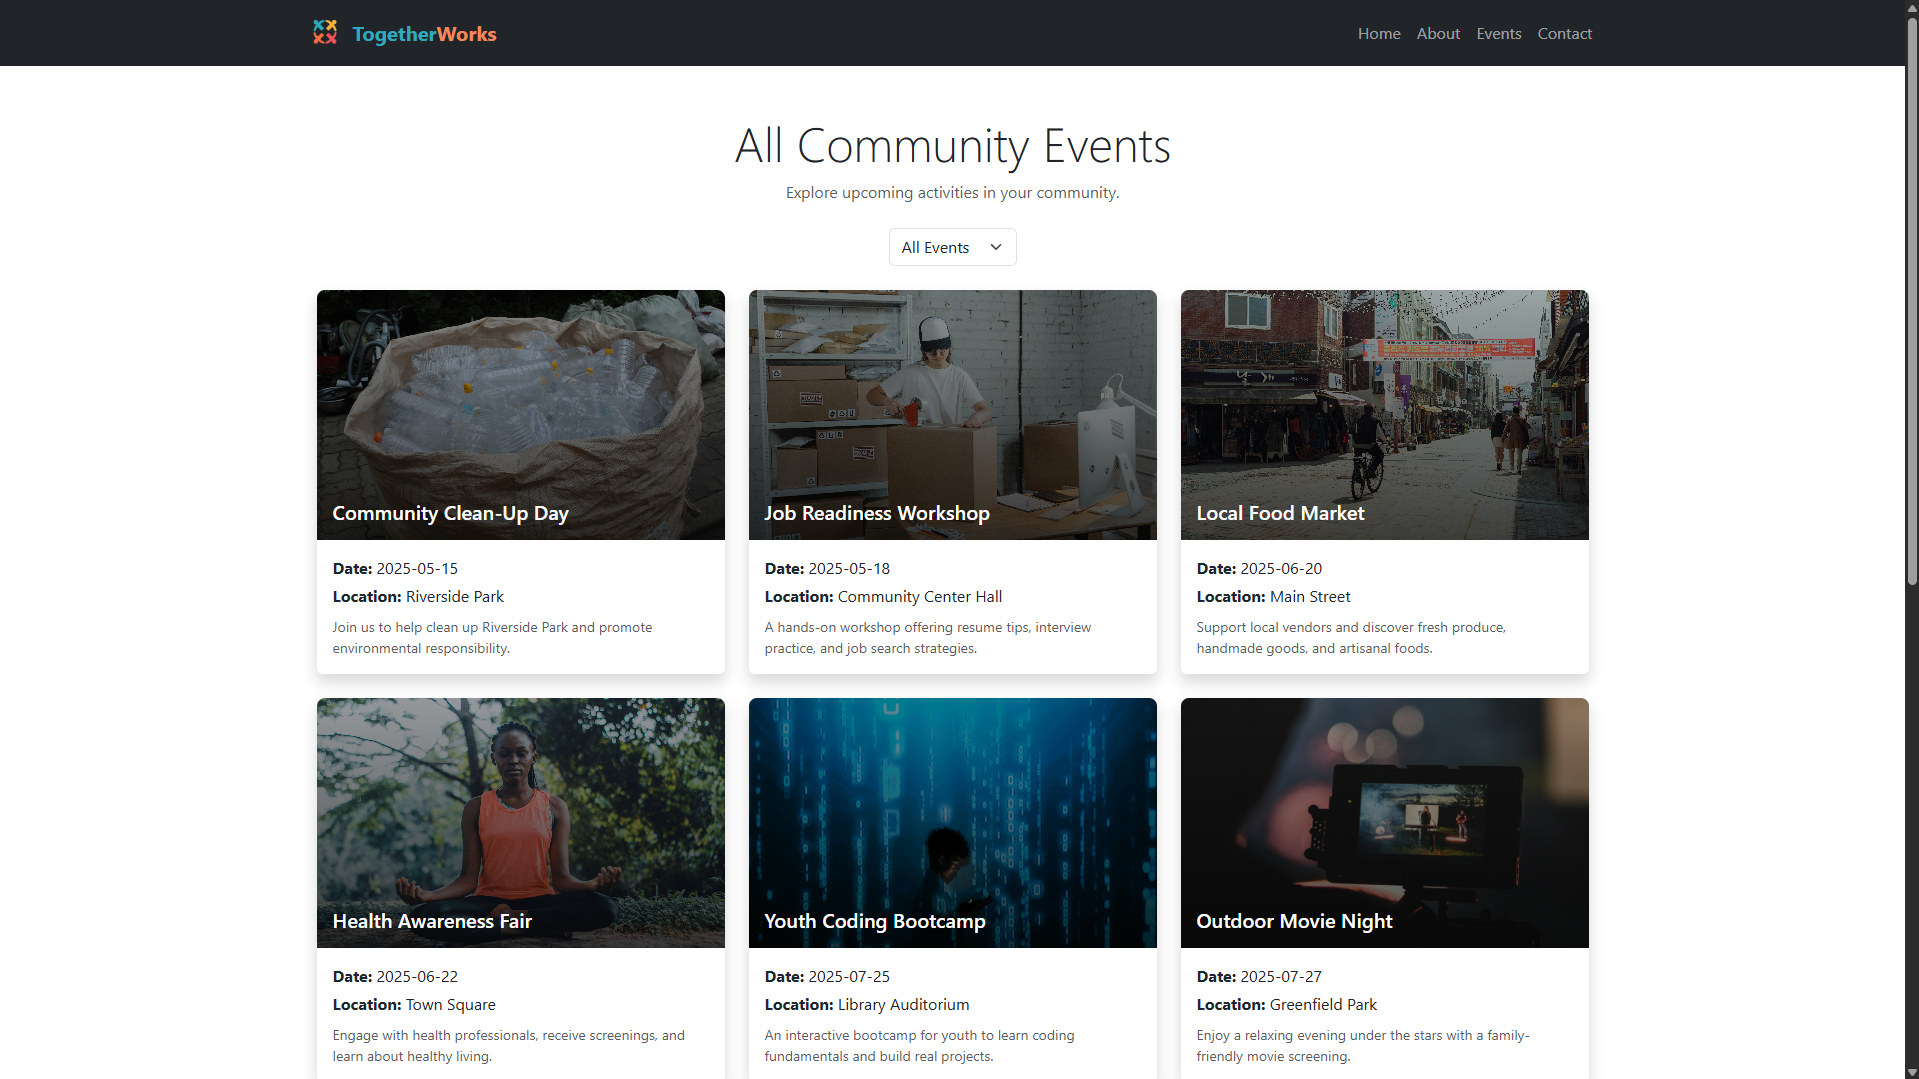 TogetherWorks
Home About Events Contact
All Community Events
Explore upcoming activities in your community.
All Events
Community Clean-Up Day
Date: 2025-05-15
Location: Riverside Park
Join us to help clean up Riverside Park and promote
environmental responsibility.
Job Readiness Workshop
Date: 2025-05-18
Location: Community Center Hall
A hands-on workshop offering resume tips, interview
practice, and job search strategies.
Local Food Market
Date: 2025-06-20
Location: Main Street
Support local vendors and discover fresh produce,
handmade goods, and artisanal foods.
Health Awareness Fair
Date: 2025-06-22
Location: Town Square
Engage with health professionals, receive screenings, and
learn about healthy living.
Youth Coding Bootcamp
Date: 2025-07-25
Location: Library Auditorium
An interactive bootcamp for youth to learn coding
fundamentals and build real projects.
Outdoor Movie Night
Date: 2025-07-27
Location: Greenfield Park
Enjoy a relaxing evening under the stars with a family-
friendly movie screening.